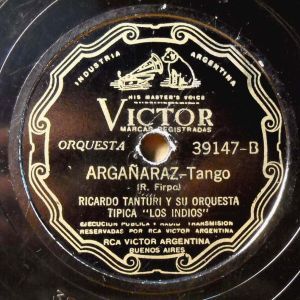 INDUSTRIA ARGENTINA
"HIS MASTER'S VOICE"
VICTOR
MARCAS REGISTRADAS
ORQUESTA 39147-B
ARGAÑARAZ-Tango
(R. Firpo)
RICARDO TANTURI Y SU ORQUESTA
TIPICA "LOS INDIOS"
EJECUCION PUBLICA Y RADIO TRANSMISION
RESERVADAS POR RCA VICTOR ARGENTINA
RCA VICTOR ARGENTINA
BUENOS AIRES